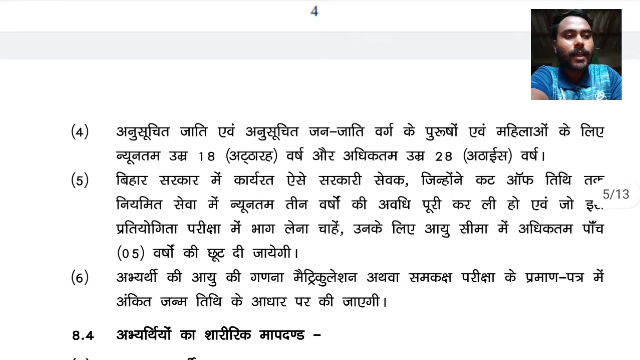 4
(4) अनुसूचित जाति एवं अनुसूचित जन-जाति वर्ग के पुरूषों एवं महिलाओं के लिए
न्यूनतम उम्र 18 (अट्ठारह) वर्ष और अधिकतम उम्र 28 (अठाईस) वर्ष।
(5) बिहार सरकार में कार्यरत ऐसे सरकारी सेवक, जिन्होंने कट ऑफ तिथि तक
नियमित सेवा में न्यूनतम तीन वर्षों की अवधि पूरी कर ली हो एवं जो
5/13
प्रतियोगिता परीक्षा में भाग लेना चाहें, उनके लिए आयु सीमा में अधिकतम पाँच
(05) वर्षों की छूट दी जायेगी।
(6) अभ्यर्थी की आयु की गणना मैट्रिकुलेशन अथवा समकक्ष परीक्षा के प्रमाण-पत्र में
अंकित जन्म तिथि के आधार पर की जाएगी।
8.4 अभ्यर्थियों का शारीरिक मापदण्ड -